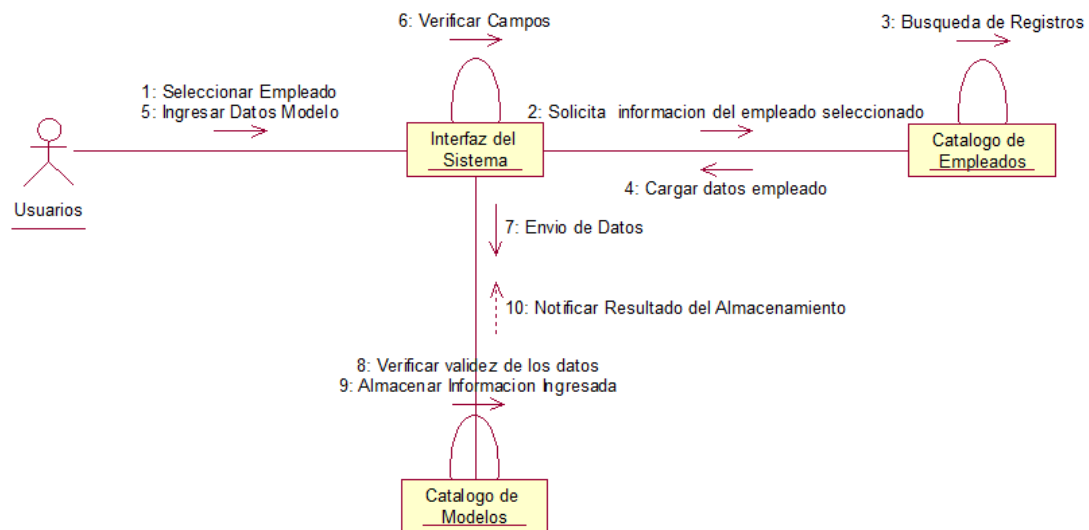 6: Verificar Campos
3: Busqueda de Registros
1: Seleccionar Empleado
5: Ingresar Datos Modelo
2: Solicita informacion del empleado seleccionado
Interfaz del
Sistema
Catalogo de
Empleados
4: Cargar datos empleado
Usuarios
7: Envio de Datos
10: Notificar Resultado del Almacenamiento
8: Verificar validez de los datos
9: Almacenar Informacion Ingresada
Catalogo de
Modelos